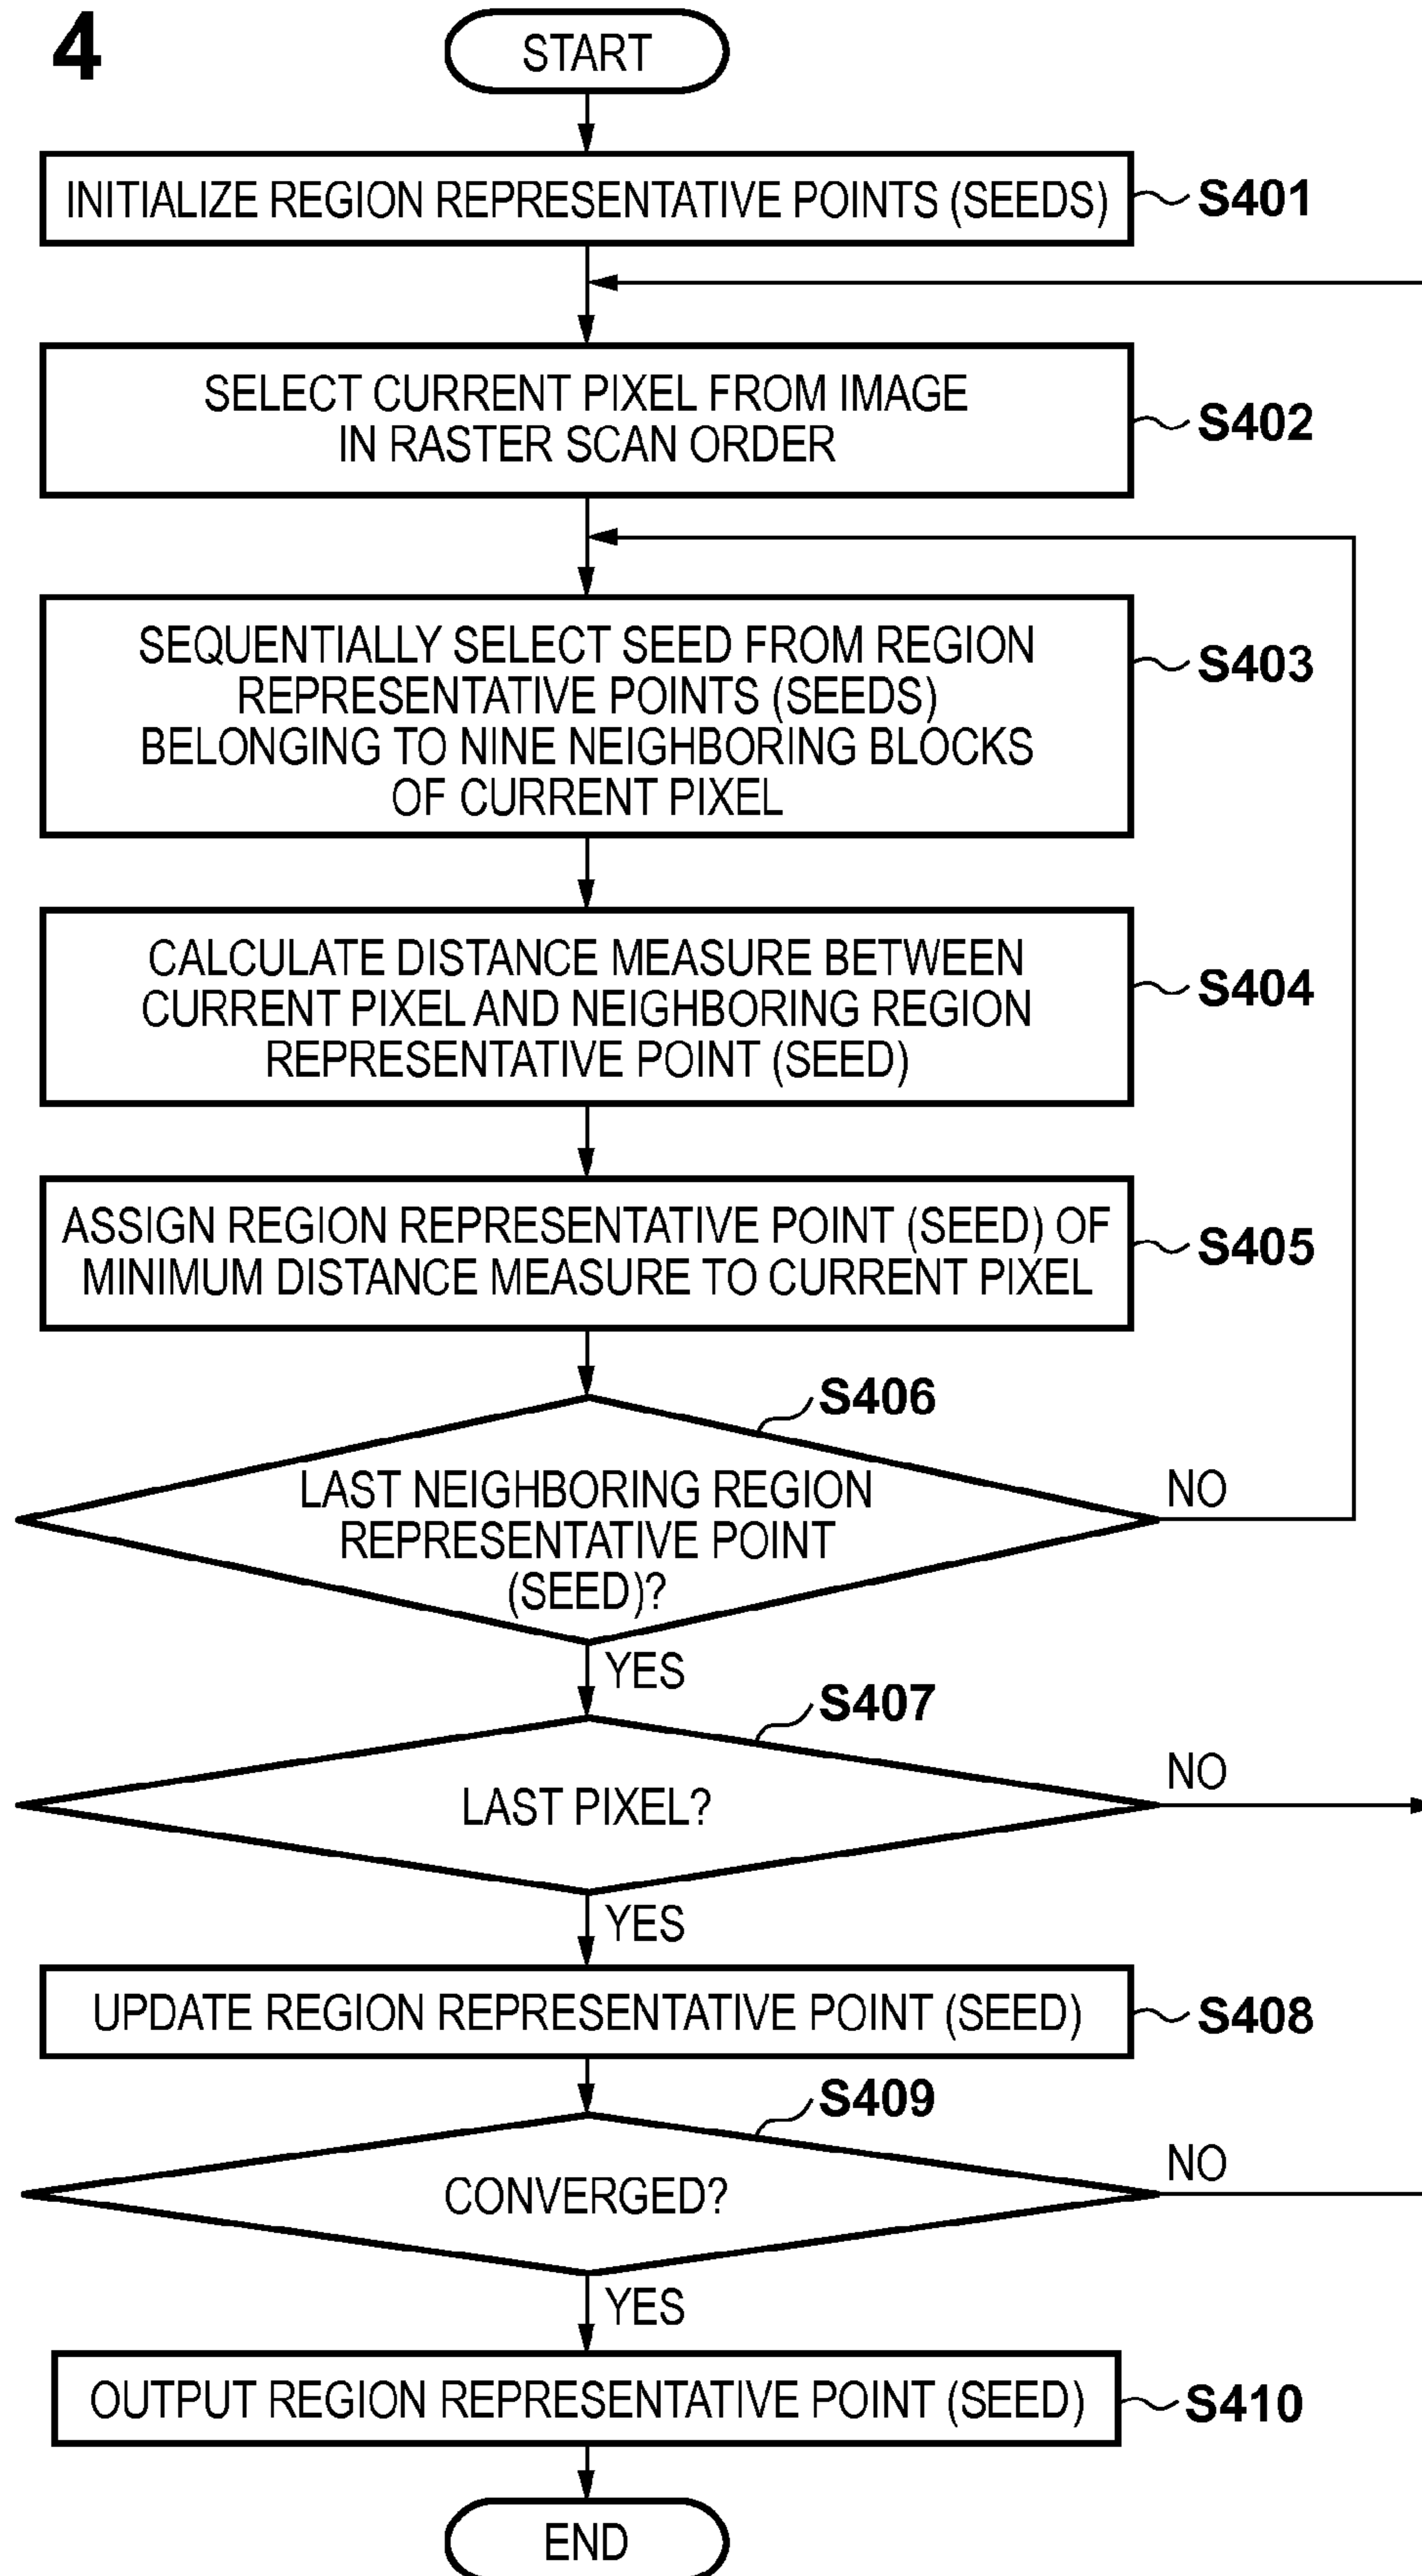 4
START
INITIALIZE REGION REPRESENTATIVE POINTS (SEEDS)
S401
SELECT CURRENT PIXEL FROM IMAGE
IN RASTER SCAN ORDER
S402
SEQUENTIALLY SELECT SEED FROM REGION
REPRESENTATIVE POINTS (SEEDS)
BELONGING TO NINE NEIGHBORING BLOCKS
OF CURRENT PIXEL
S403
CALCULATE DISTANCE MEASURE BETWEEN
CURRENT PIXEL AND NEIGHBORING REGION
REPRESENTATIVE POINT (SEED)
S404
ASSIGN REGION REPRESENTATIVE POINT (SEED) OF
MINIMUM DISTANCE MEASURE TO CURRENT PIXEL
S405
S406
LAST NEIGHBORING REGION
REPRESENTATIVE POINT
(SEED)?
NO
YES
S407
LAST PIXEL?
NO
YES
UPDATE REGION REPRESENTATIVE POINT (SEED)
S408
S409
CONVERGED?
NO
YES
OUTPUT REGION REPRESENTATIVE POINT (SEED)
S410
END